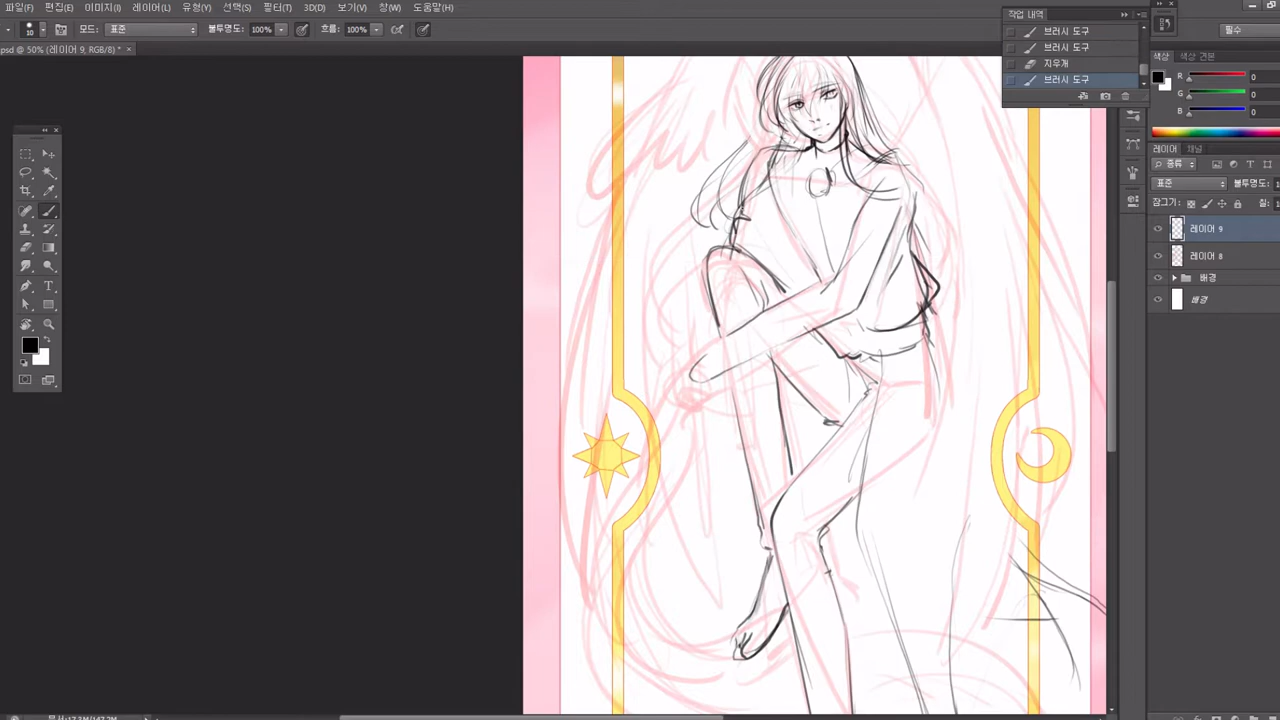 파일(F) 편집(E) 이미지(I) 레이어(L) 유형(Y) 선택(S) 필터(T) 3D(D) 보기(V) 창(W) 도움말(H)
10 모드: 표준 불투명도: 100% 흐름: 100% 필수
psd @ 50% (레이어 9, RGB/8) * ×
작업 내역
브러시 도구
브러시 도구
지우개
브러시 도구
색상 색상 견본
R 0
G 0
B 0
레이어 채널
종류
표준 불투명도: 1
잠그기: 칠:
레이어 9
레이어 8
배경
배경